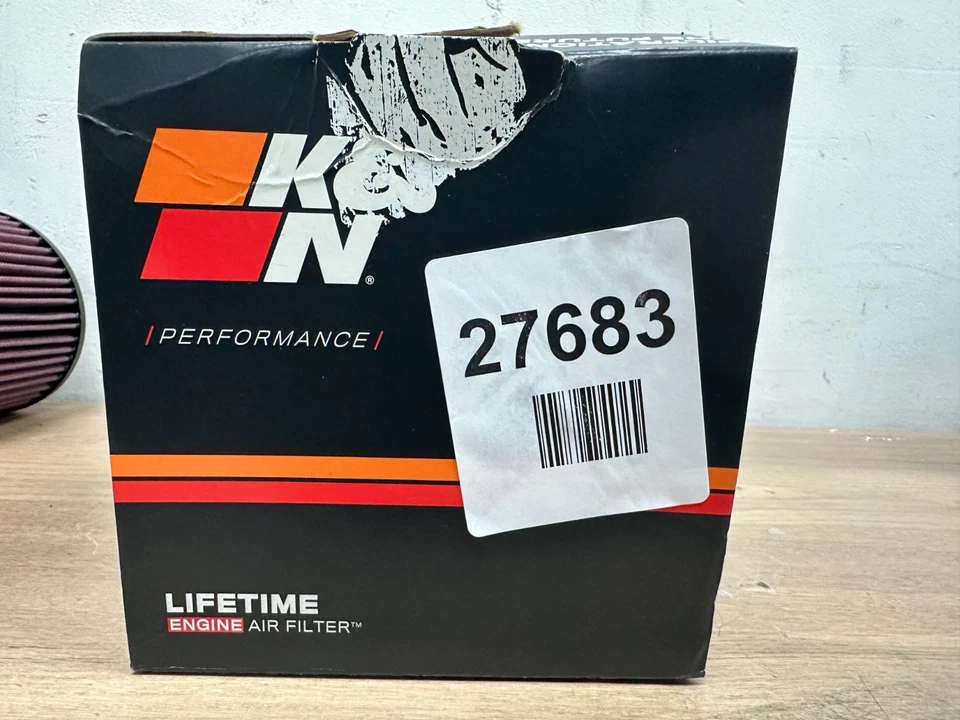 K&
N®
/PERFORMANCE/
27683
LIFETIME
ENGINE AIR FILTER™